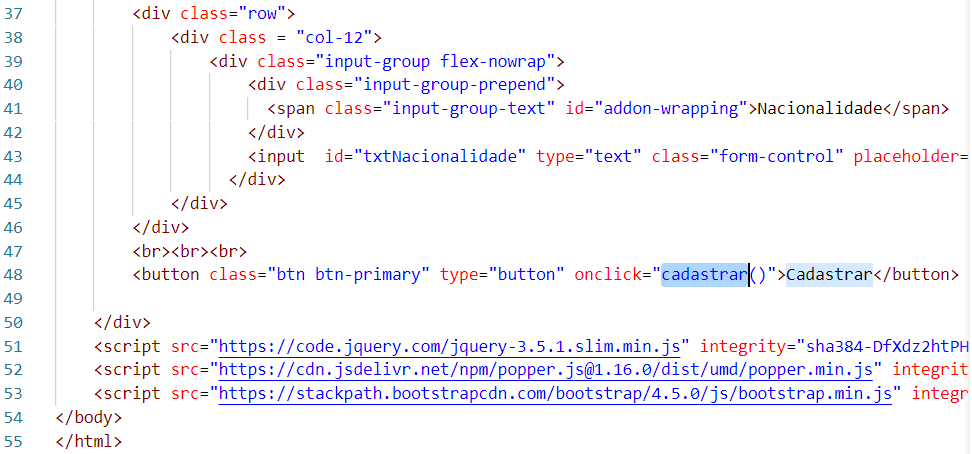 37 <div class="row">
38 <div class = "col-12">
39 <div class="input-group flex-nowrap">
40 <div class="input-group-prepend">
41 <span class="input-group-text" id="addon-wrapping">Nacionalidade</span>
42 </div>
43 <input  id="txtNacionalidade" type="text" class="form-control" placeholder=
44 </div>
45 </div>
46 </div>
47 <br><br><br>
48 <button class="btn btn-primary" type="button" onclick="cadastrar()">Cadastrar</button>
49
50 </div>
51 <script src="https://code.jquery.com/jquery-3.5.1.slim.min.js" integrity="sha384-DfXdz2htPH
52 <script src="https://cdn.jsdelivr.net/npm/popper.js@1.16.0/dist/umd/popper.min.js" integrit
53 <script src="https://stackpath.bootstrapcdn.com/bootstrap/4.5.0/js/bootstrap.min.js" integr
54 </body>
55 </html>